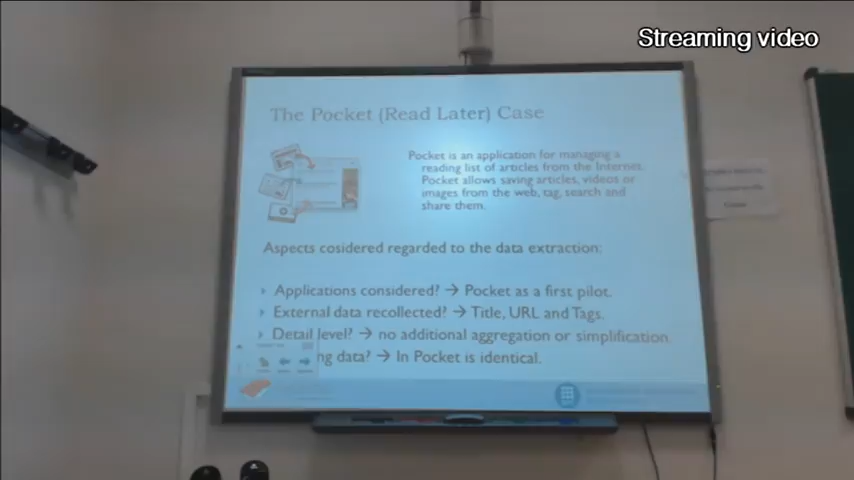 Streaming video
The Pocket (Read Later) Case
Pocket is an application for managing a
reading list of articles from the Internet.
Pocket allows saving articles, videos or
images from the web, tag, search and
share them.
Aspects cosidered regarded to the data extraction:
Applications considered? → Pocket as a first pilot.
External data recollected? → Title, URL and Tags.
Detail level? → no additional aggregation or simplification.
ng data? → In Pocket is identical.